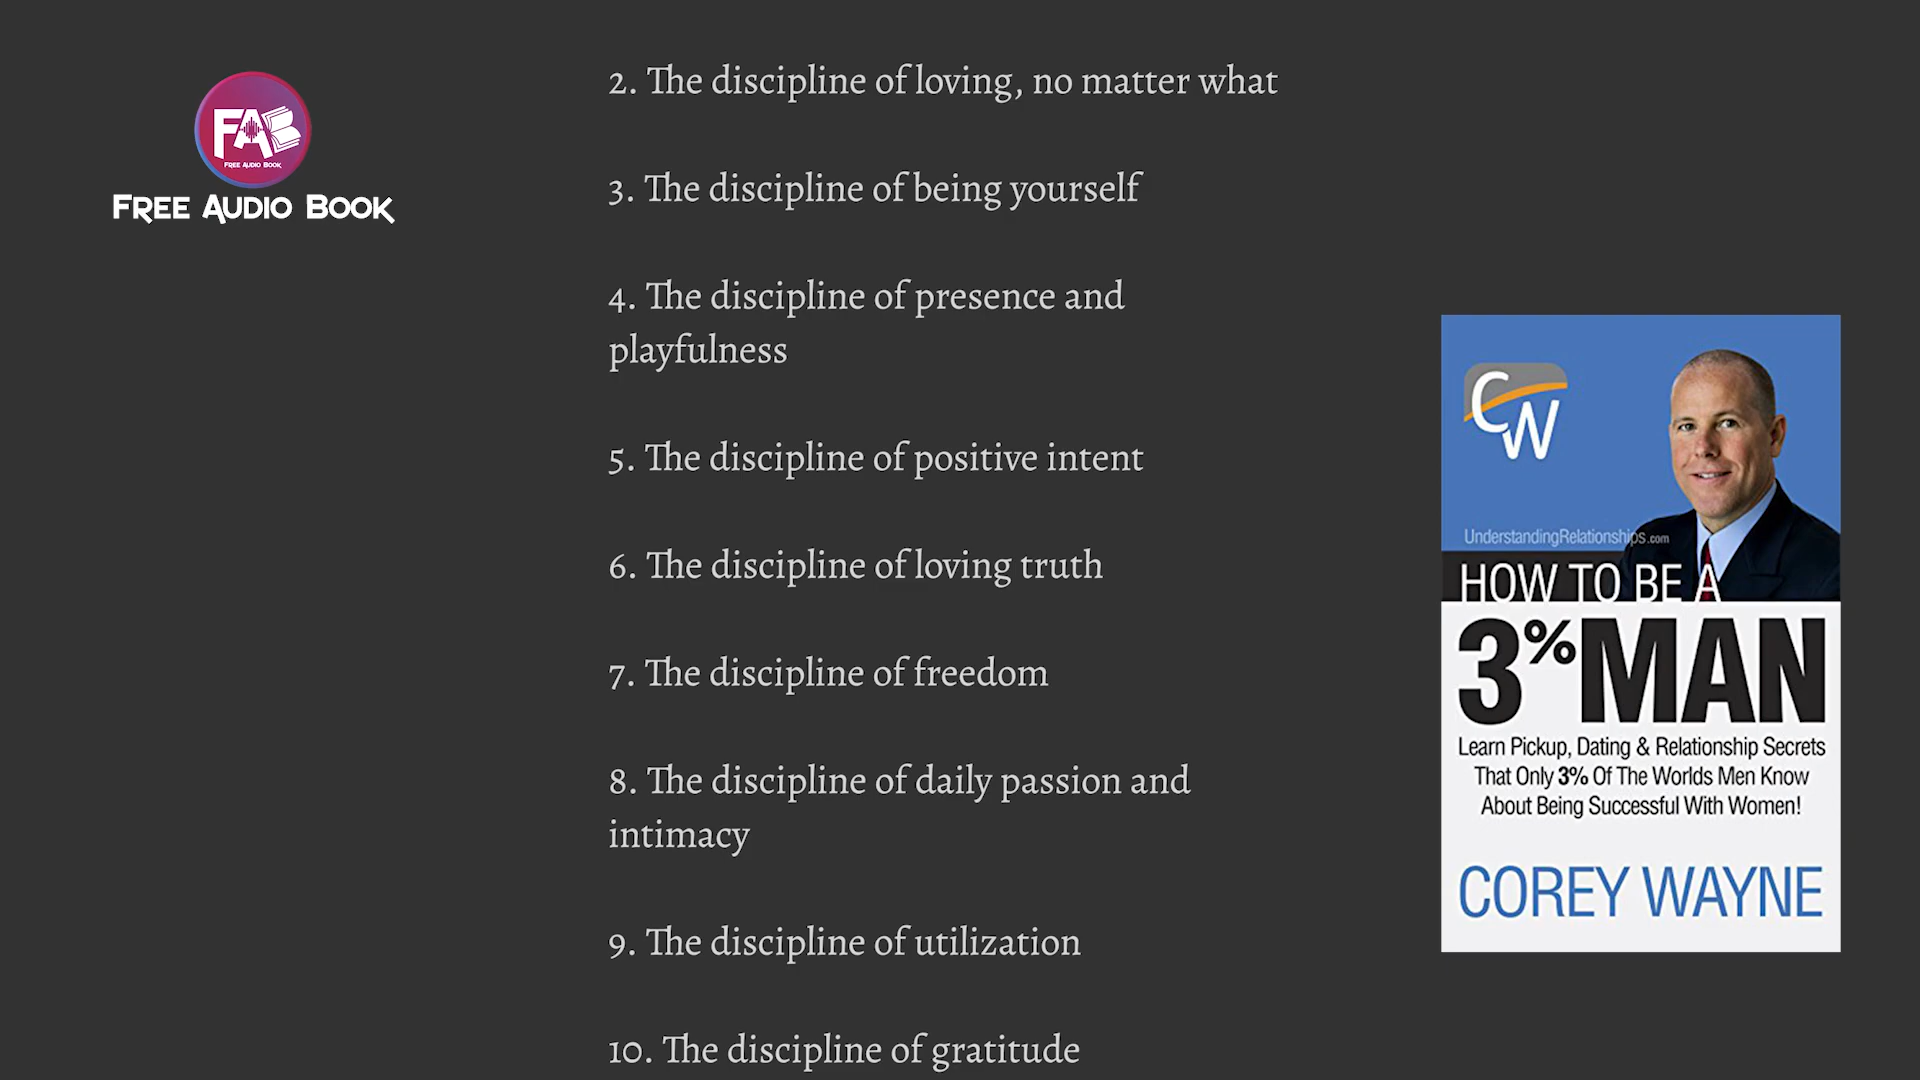 FAB
FREE AUDIO BOOK
FREE AUDIO BOOK
2. The discipline of loving, no matter what
3. The discipline of being yourself
4. The discipline of presence and
playfulness
5. The discipline of positive intent
6. The discipline of loving truth
7. The discipline of freedom
8. The discipline of daily passion and
intimacy
9. The discipline of utilization
10. The discipline of gratitude
CW
UnderstandingRelationships.com
HOW TO BE A
3% MAN
Learn Pickup, Dating & Relationship Secrets
That Only 3% Of The Worlds Men Know
About Being Successful With Women!
COREY WAYNE